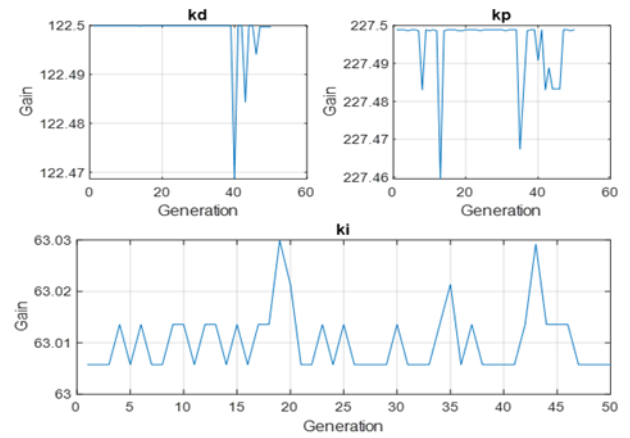 kd
122.5
122.49
122.48
122.47
Gain
0 20 40 60
Generation
kp
227.5
227.49
227.48
227.47
227.46
Gain
0 20 40 60
Generation
ki
63.03
63.02
63.01
63
Gain
0 5 10 15 20 25 30 35 40 45 50
Generation